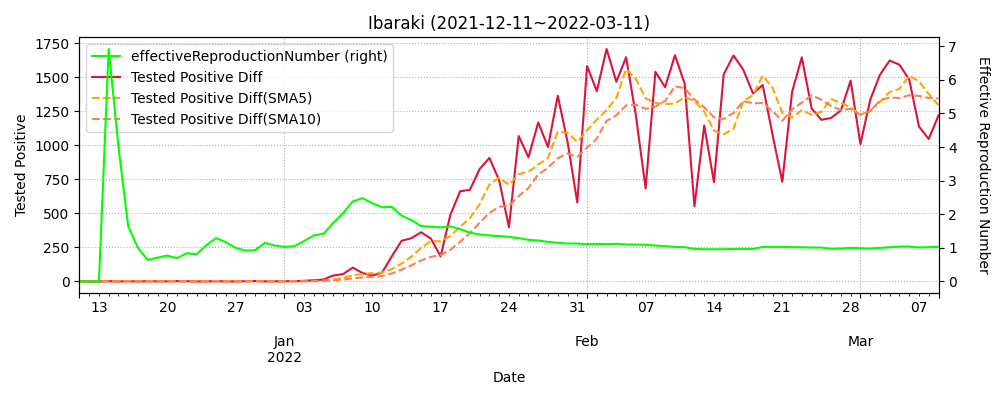 Ibaraki (2021-12-11~2022-03-11)
effectiveReproductionNumber (right)
Tested Positive Diff
Tested Positive Diff(SMA5)
Tested Positive Diff(SMA10)
Tested Positive
1750
1500
1250
1000
750
500
250
0
7
6
5
4
3
2
1
0
Effective Reproduction Number
13 20 27 03 10 17 24 31 07 14 21 28 07
Jan Feb Mar
2022
Date